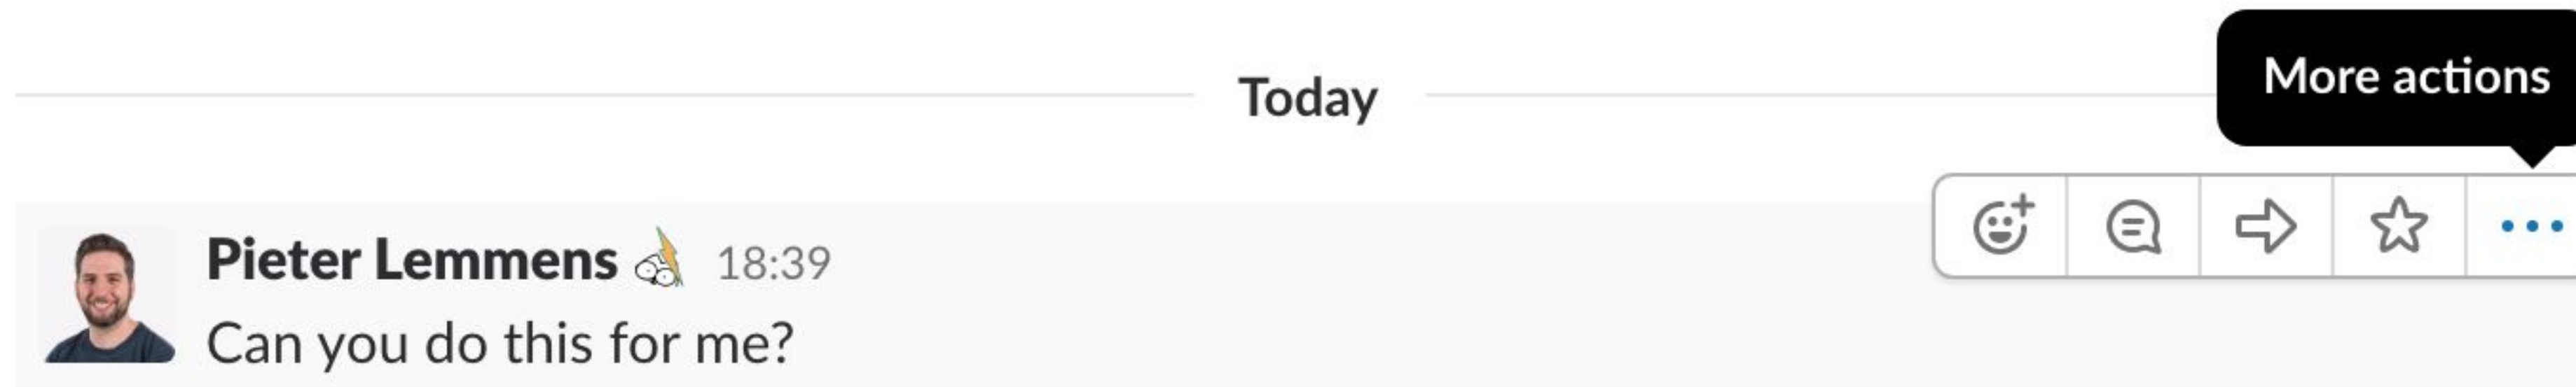 Today
More actions
Pieter Lemmens 18:39
Can you do this for me?